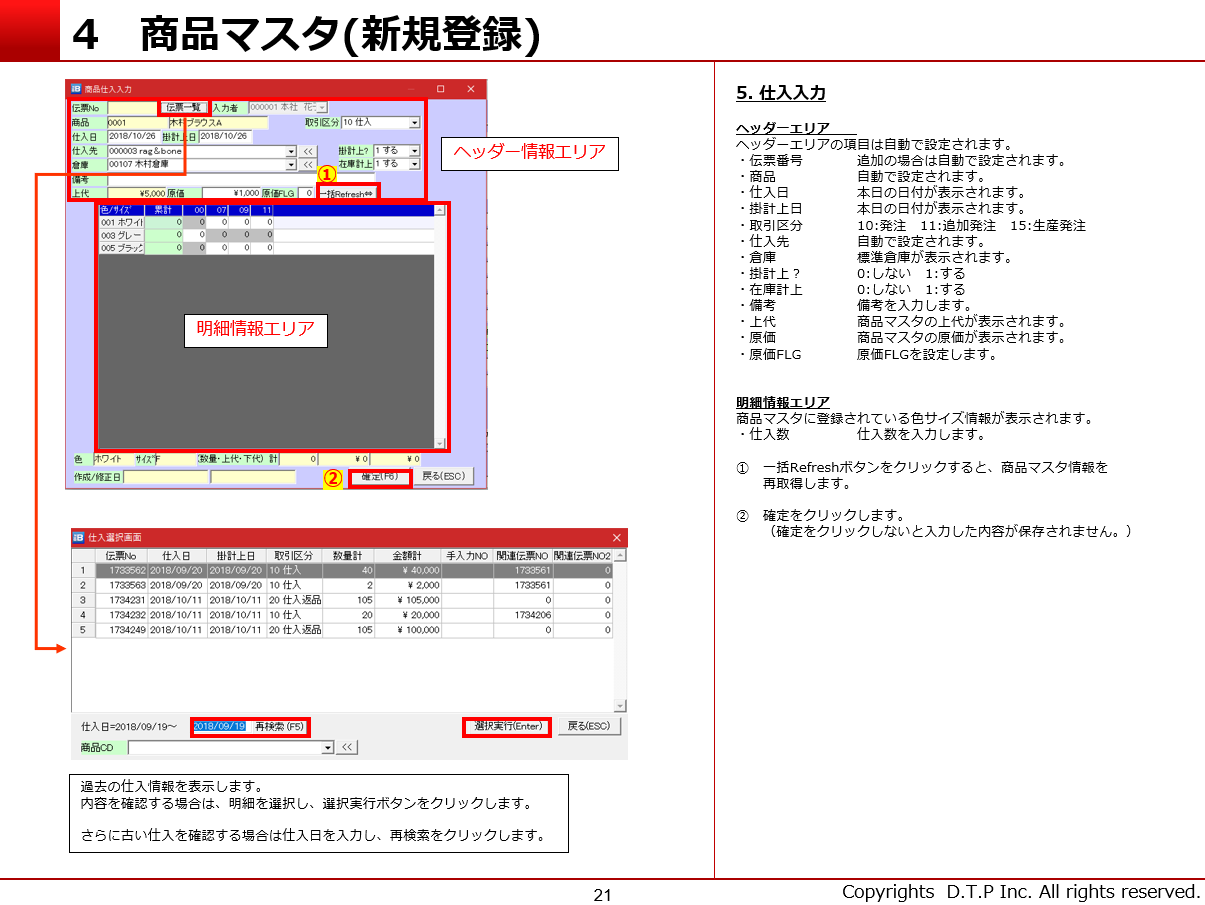 4 商品マスタ(新規登録)
商品仕入入力
伝票No 伝票一覧 入力者 000001 本社 花子
商品 0001 木村ブラウスA 取引区分 10 仕入
仕入日 2018/10/26 掛計上日 2018/10/26
仕入先 000003 rag&bone << 掛計上? 1 する
倉庫 00107 木村倉庫 << 在庫計上 1 する
備考
①
上代 ¥5,000 原価 ¥1,000 原価FLG 0 一括Refresh⇔
ヘッダー情報エリア
色/サイズ 累計 00 07 09 11
001 ホワイト 0 0 0 0 0
003 グレー 0 0 0 0 0
005 ブラック 0 0 0 0 0
明細情報エリア
色 ホワイト サイズ F (数量・上代・下代) 計 0 ¥0 ¥0
作成/修正日 ② 確定(F6) 戻る(ESC)
仕入選択画面
伝票No 仕入日 掛計上日 取引区分 数量計 金額計 手入力NO 関連伝票NO 関連伝票NO2
1 1733562 2018/09/20 2018/09/20 10 仕入 40 ¥ 40,000 1733561 0
2 1733563 2018/09/20 2018/09/20 10 仕入 2 ¥ 2,000 1733561 0
3 1734231 2018/10/11 2018/10/11 20 仕入返品 105 ¥ 105,000 0 0
4 1734232 2018/10/11 2018/10/11 10 仕入 20 ¥ 20,000 1734206 0
5 1734249 2018/10/11 2018/10/11 20 仕入返品 105 ¥ 100,000 0 0
仕入日=2018/09/19～ 2018/09/19 再検索(F5) 選択実行(Enter) 戻る(ESC)
商品CD <<
過去の仕入情報を表示します。
内容を確認する場合は、明細を選択し、選択実行ボタンをクリックします。
さらに古い仕入を確認する場合は仕入日を入力し、再検索をクリックします。
5. 仕入入力
ヘッダーエリア
ヘッダーエリアの項目は自動で設定されます。
・伝票番号 追加の場合は自動で設定されます。
・商品 自動で設定されます。
・仕入日 本日の日付が表示されます。
・掛計上日 本日の日付が表示されます。
・取引区分 10:発注 11:追加発注 15:生産発注
・仕入先 自動で設定されます。
・倉庫 標準倉庫が表示されます。
・掛計上？ 0:しない 1:する
・在庫計上 0:しない 1:する
・備考 備考を入力します。
・上代 商品マスタの上代が表示されます。
・原価 商品マスタの原価が表示されます。
・原価FLG 原価FLGを設定します。
明細情報エリア
商品マスタに登録されている色サイズ情報が表示されます。
・仕入数 仕入数を入力します。
① 一括Refreshボタンをクリックすると、商品マスタ情報を
再取得します。
② 確定をクリックします。
（確定をクリックしないと入力した内容が保存されません。）
21
Copyrights D.T.P Inc. All rights reserved.